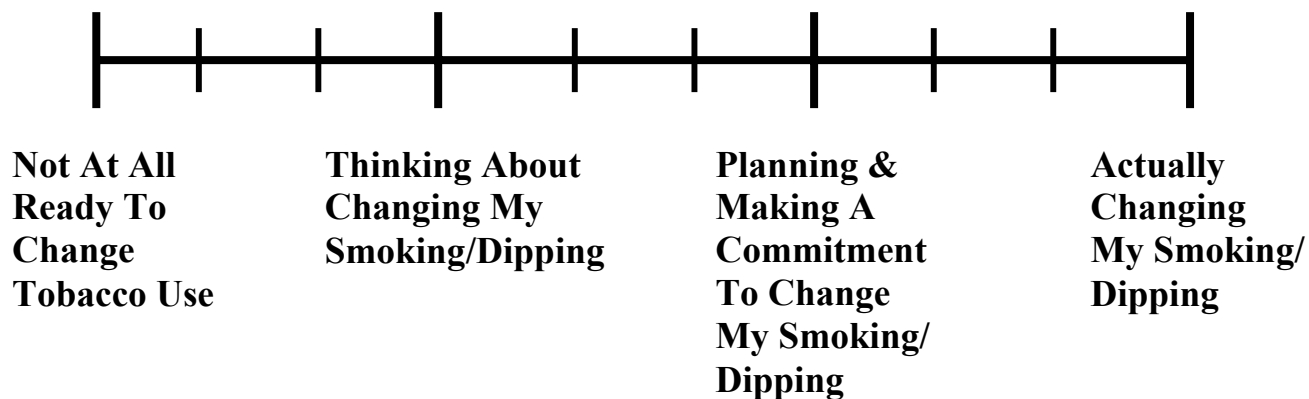 Not At All
Ready To
Change
Tobacco Use
Thinking About
Changing My
Smoking/Dipping
Planning &
Making A
Commitment
To Change
My Smoking/
Dipping
Actually
Changing
My Smoking/
Dipping